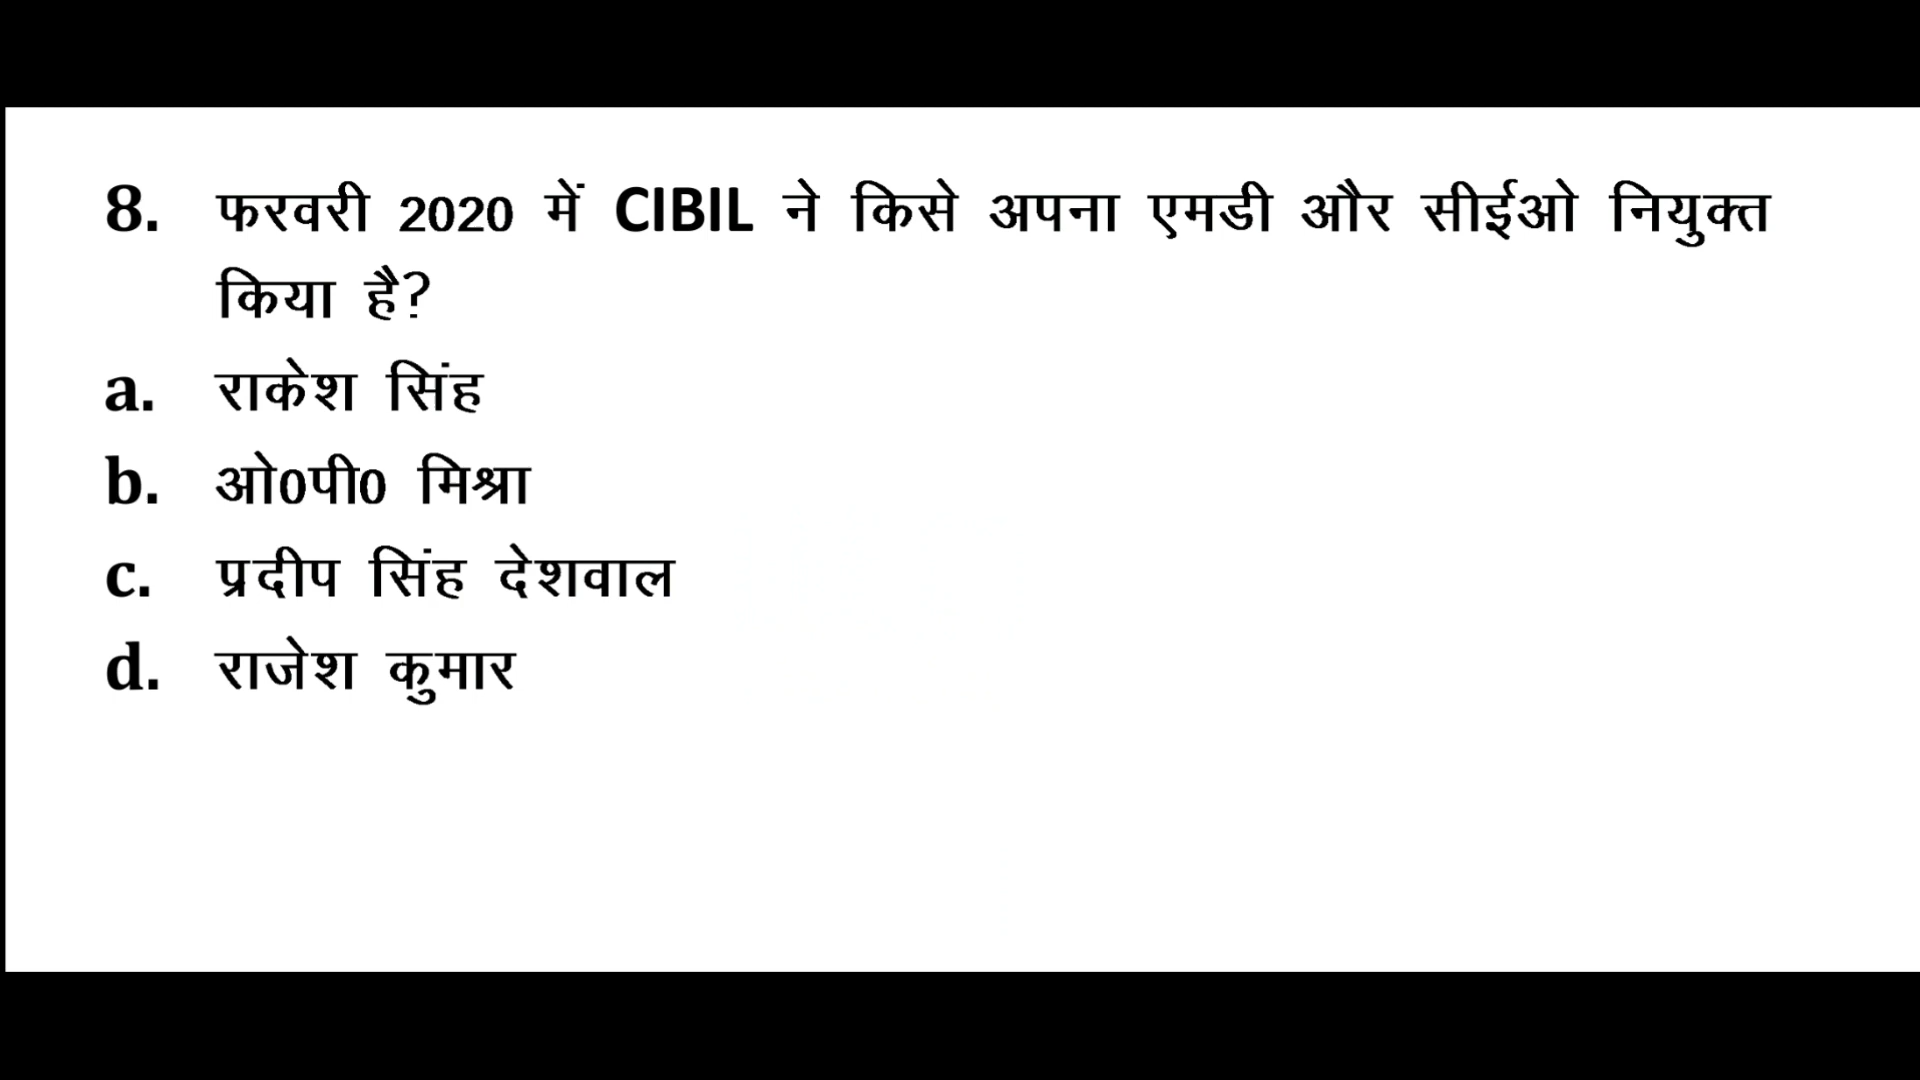 8. फरवरी 2020 में CIBIL ने किसे अपना एमडी और सीईओ नियुक्त
किया है?
a. राकेश सिंह
b. ओ0पी0 मिश्रा
c. प्रदीप सिंह देशवाल
d. राजेश कुमार